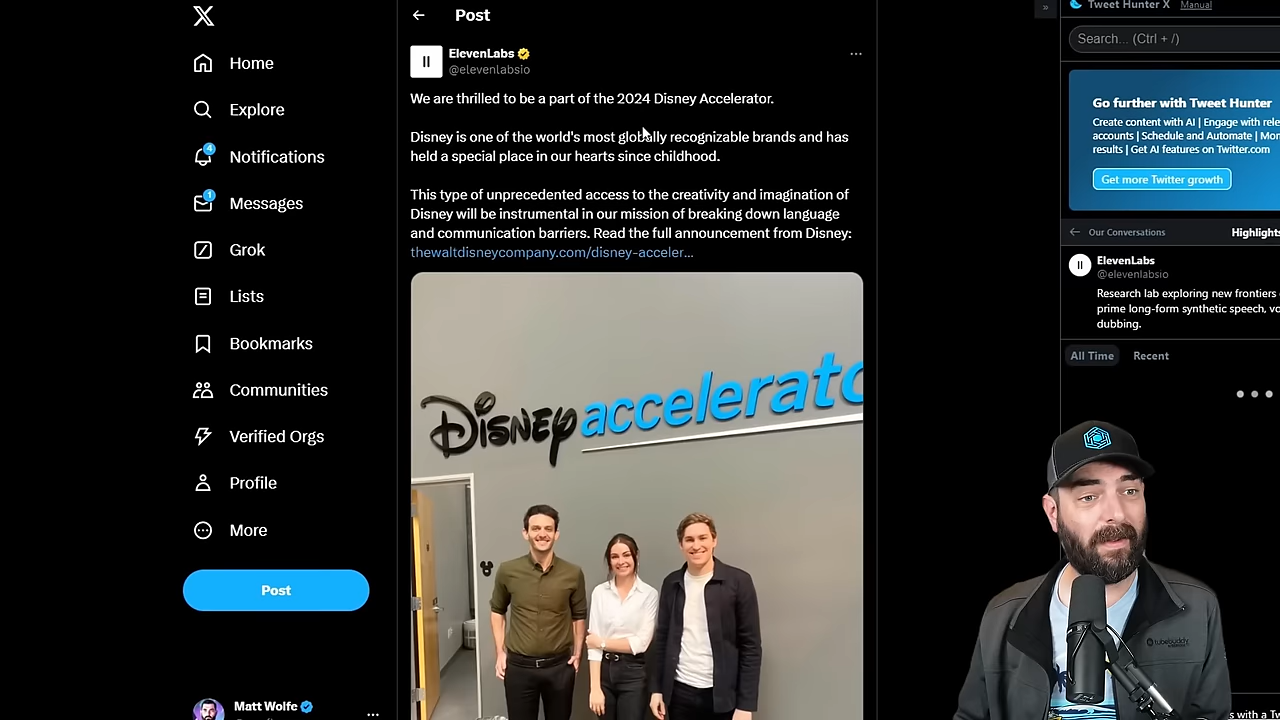 Home
Explore
4
Notifications
1
Messages
Grok
Lists
Bookmarks
Communities
Verified Orgs
Profile
More
Post
Matt Wolfe
Post
ElevenLabs
@elevenlabsio
We are thrilled to be a part of the 2024 Disney Accelerator.
Disney is one of the world's most globally recognizable brands and has
held a special place in our hearts since childhood.
This type of unprecedented access to the creativity and imagination of
Disney will be instrumental in our mission of breaking down language
and communication barriers. Read the full announcement from Disney:
thewaltdisneycompany.com/disney-acceler...
Disney accelerato
Tweet Hunter X Manual
Search... (Ctrl + /)
Go further with Tweet Hunter
Create content with AI | Engage with rele
accounts | Schedule and Automate | Mon
results | Get AI features on Twitter.com
Get more Twitter growth
Our Conversations Highlights
ElevenLabs
@elevenlabsio
Research lab exploring new frontiers
prime long-form synthetic speech, vo
dubbing.
All Time Recent
tubebuddy
s with a Tw